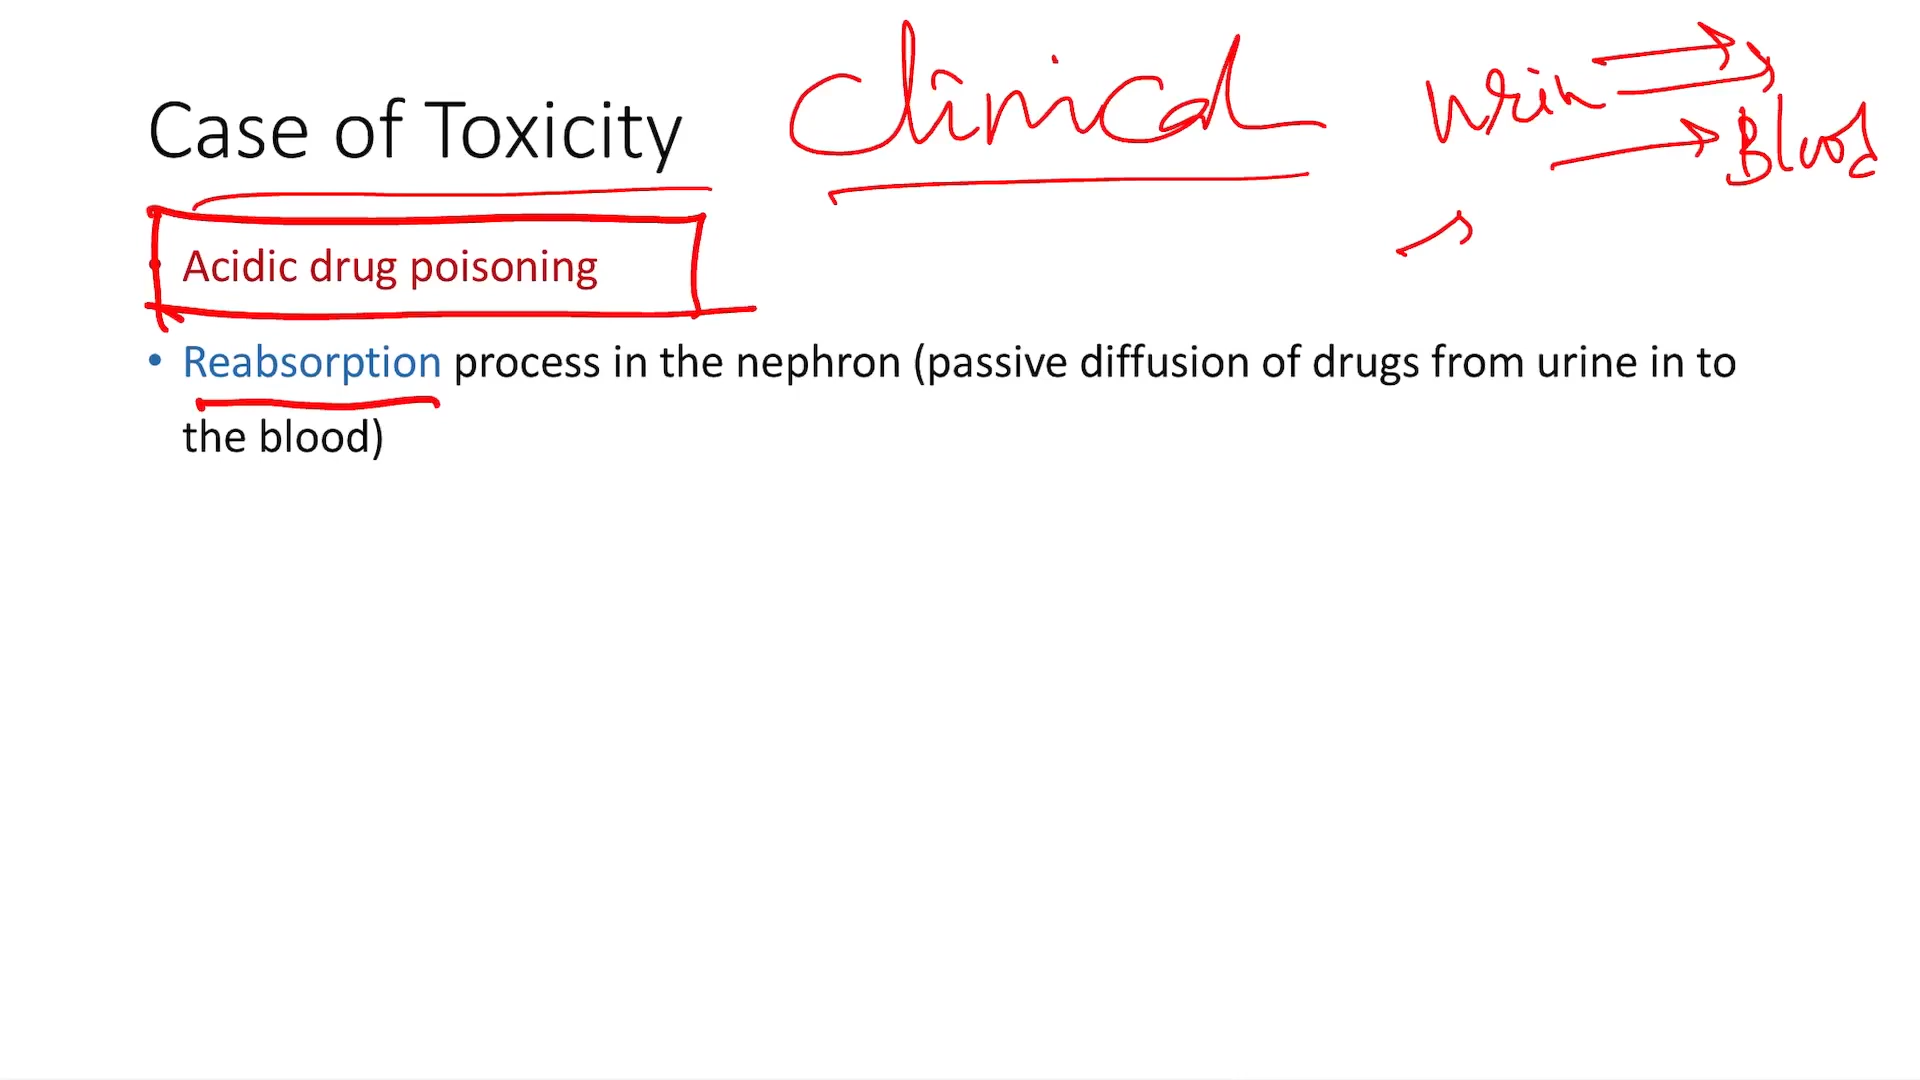 Case of Toxicity
Clinical
Urin
Blood
• Acidic drug poisoning
• Reabsorption process in the nephron (passive diffusion of drugs from urine in to
the blood)